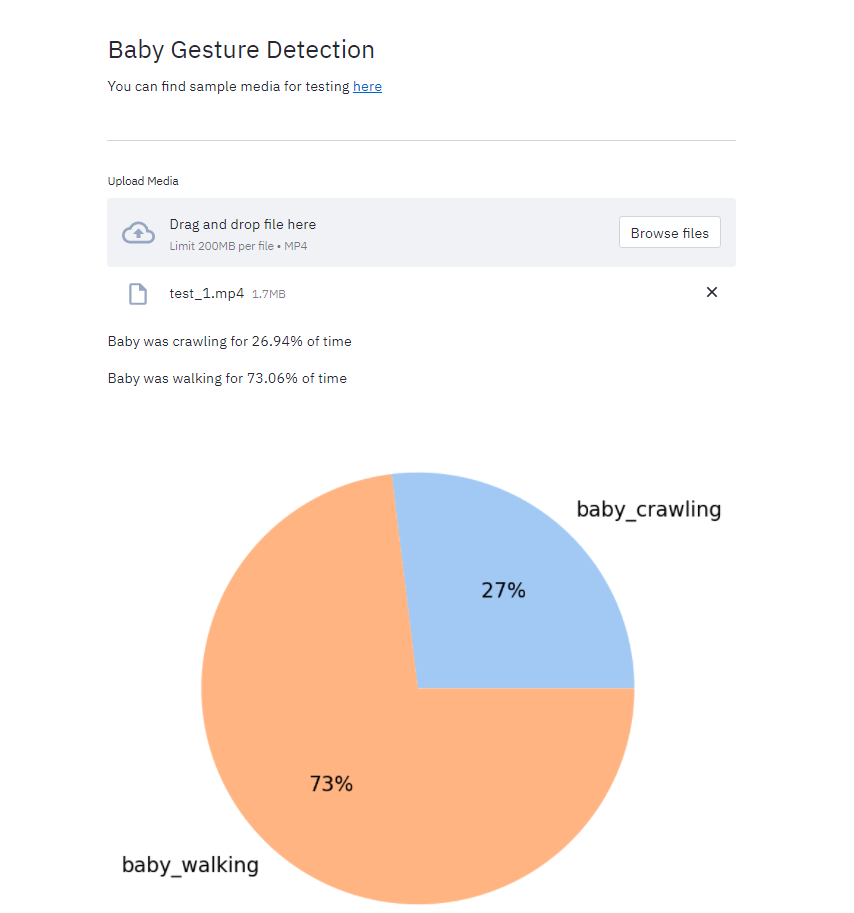 Baby Gesture Detection
You can find sample media for testing here
Upload Media
Drag and drop file here
Limit 200MB per file • MP4
Browse files
test_1.mp4 1.7MB
Baby was crawling for 26.94% of time
Baby was walking for 73.06% of time
baby_crawling
27%
73%
baby_walking